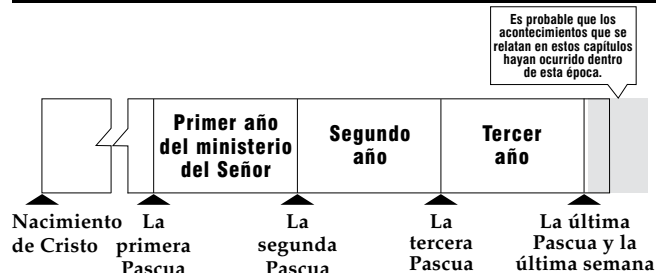 Es probable que los
acontecimientos que se
relatan en estos capítulos
hayan ocurrido dentro
de esta época.
Primer año
del ministerio
del Señor
Segundo
año
Tercer
año
Nacimiento
de Cristo
La
primera
Pascua
La
segunda
Pascua
La
tercera
Pascua
La última
Pascua y la
última semana